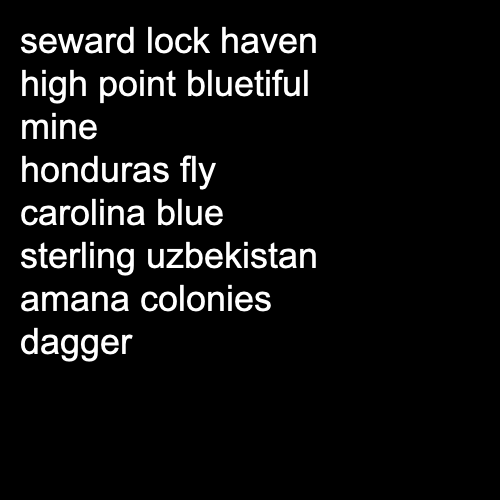 seward lock haven
high point bluetiful
mine
honduras fly
carolina blue
sterling uzbekistan
amana colonies
dagger